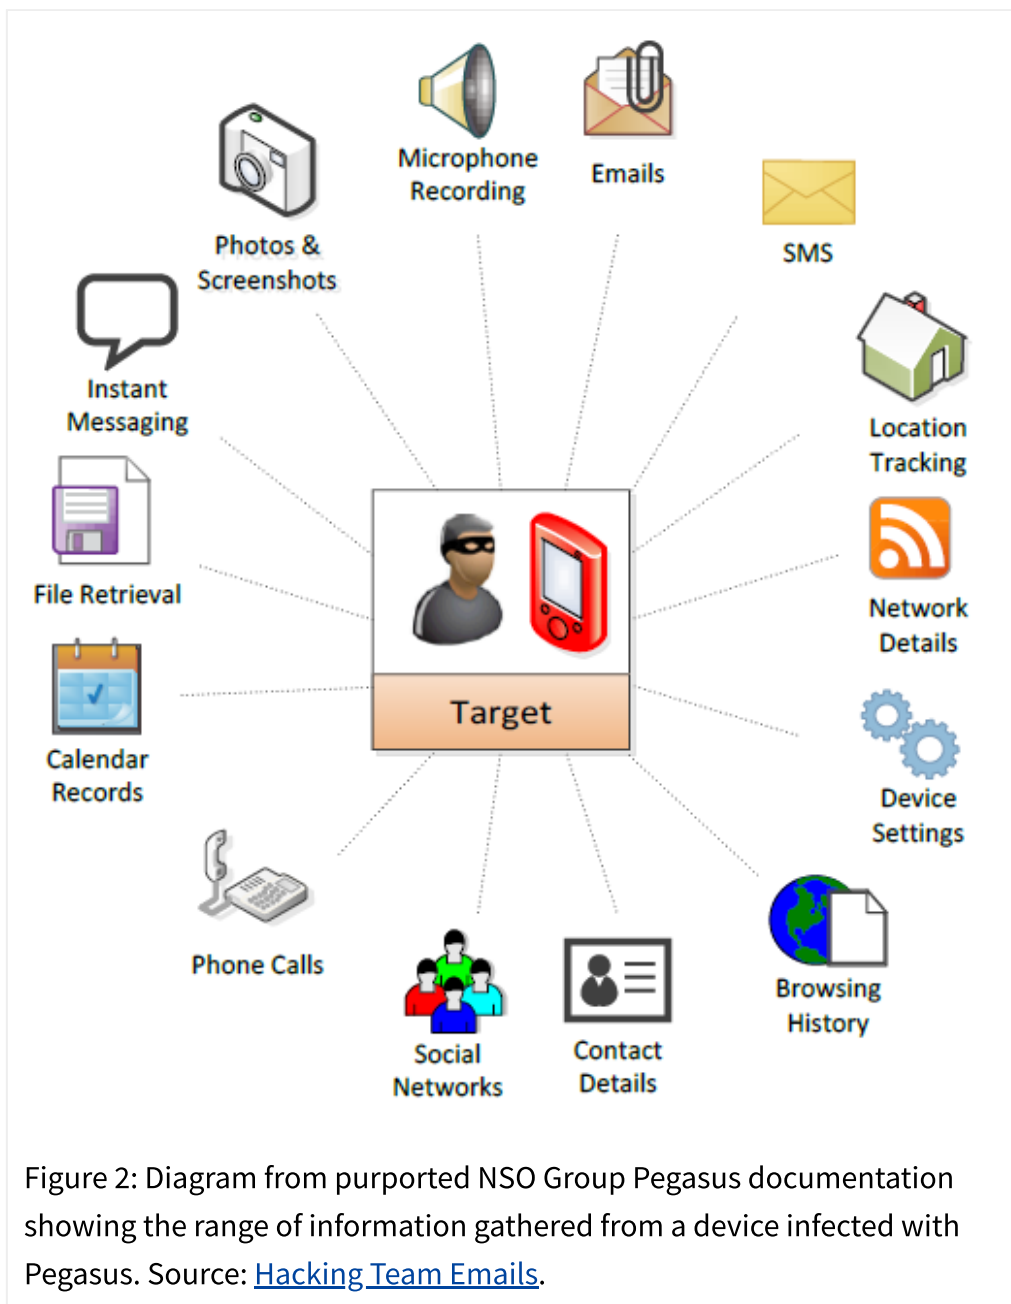 Microphone
Recording
Emails
SMS
Photos &
Screenshots
Instant
Messaging
Location
Tracking
File Retrieval
Network
Details
Target
Calendar
Records
Device
Settings
Phone Calls
Browsing
History
Social
Networks
Contact
Details
Figure 2: Diagram from purported NSO Group Pegasus documentation
showing the range of information gathered from a device infected with
Pegasus. Source: Hacking Team Emails.